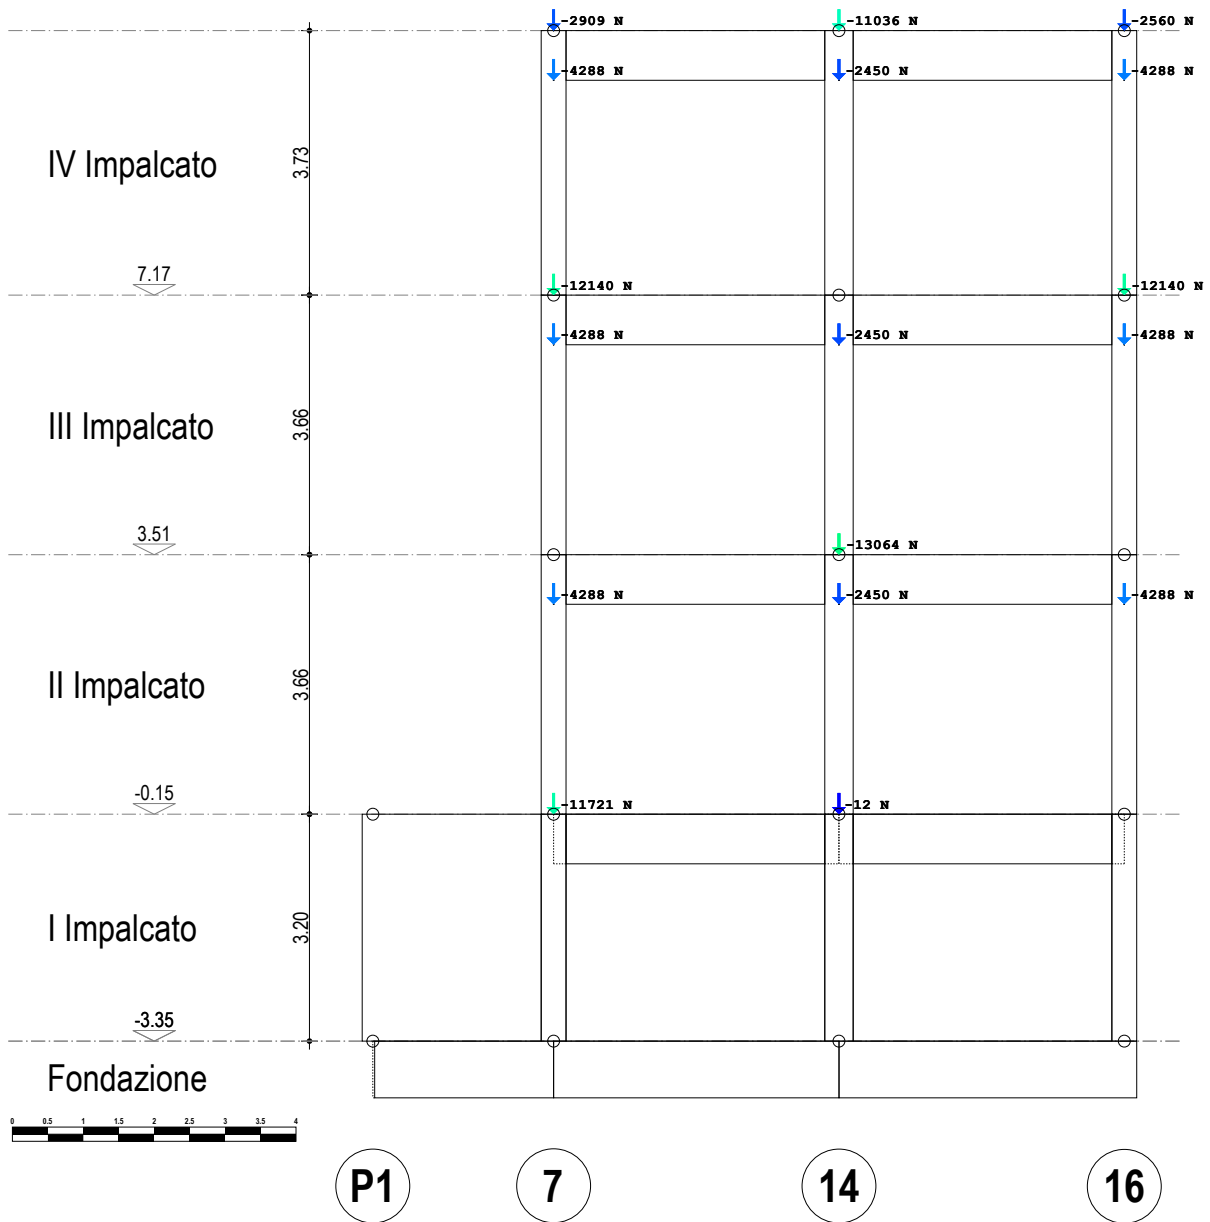 -2909 N
-11036 N
-2560 N
-4288 N
-2450 N
-4288 N
IV Impalcato
3.73
7.17
-12140 N
-12140 N
-4288 N
-2450 N
-4288 N
III Impalcato
3.66
3.51
-13064 N
-4288 N
-2450 N
-4288 N
II Impalcato
3.66
-0.15
-11721 N
-12 N
I Impalcato
3.20
-3.35
Fondazione
0 0.5 1 1.5 2 2.5 3 3.5 4
P1 7 14 16